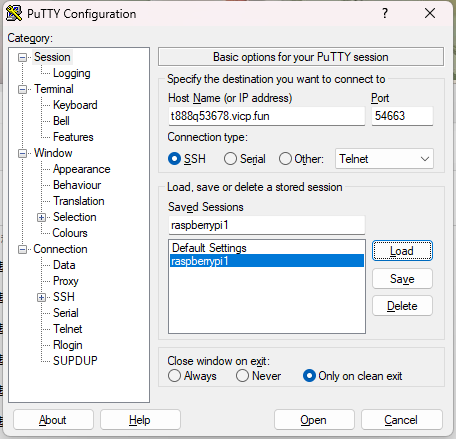 PuTTY Configuration
Category:
Session
Logging
Terminal
Keyboard
Bell
Features
Window
Appearance
Behaviour
Translation
Selection
Colours
Connection
Data
Proxy
SSH
Serial
Telnet
Rlogin
SUPDUP
Basic options for your PuTTY session
Specify the destination you want to connect to
Host Name (or IP address) Port
t888q53678.vicp.fun 54663
Connection type:
SSH Serial Other: Telnet
Load, save or delete a stored session
Saved Sessions
raspberrypi1
Default Settings
raspberrypi1
Load
Save
Delete
Close window on exit:
Always Never Only on clean exit
About Help Open Cancel